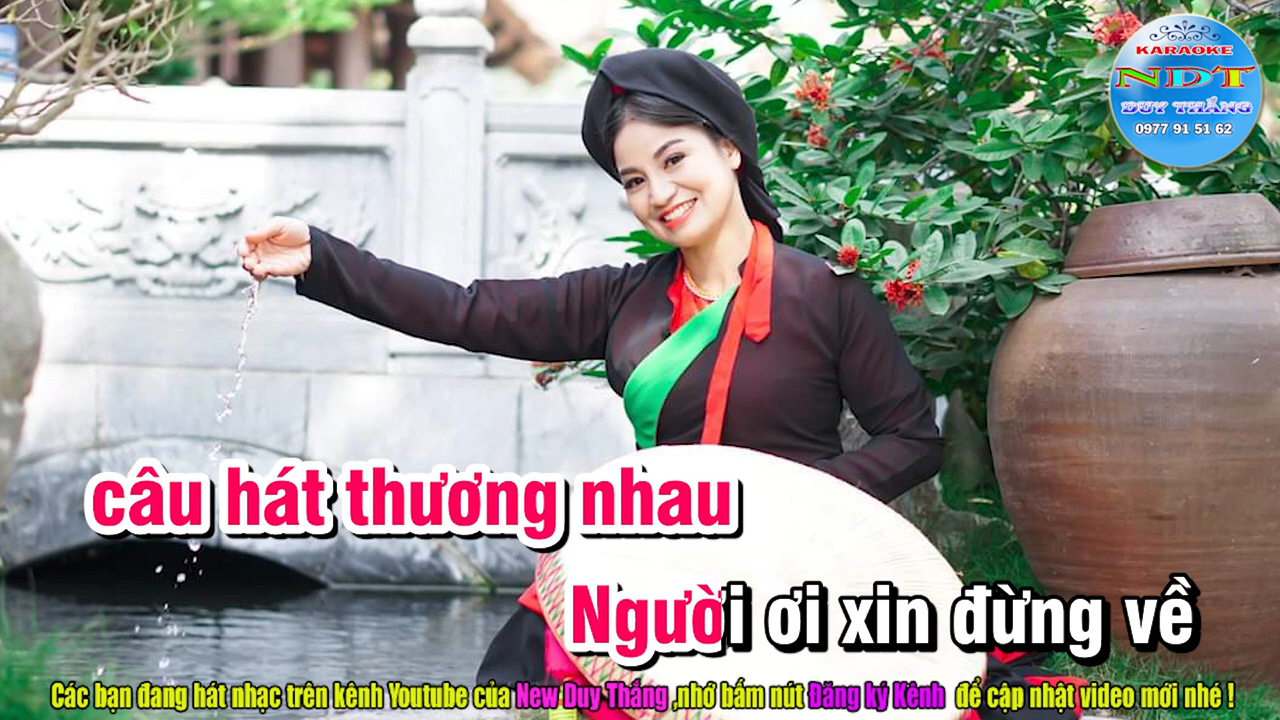 KARAOKE
NDT
DUY THẮNG
0977 91 51 62
câu hát thương nhau
Người ơi xin đừng về
Các bạn đang hát nhạc trên kênh Youtube của New Duy Thắng ,nhớ bấm nút Đăng ký Kênh để cập nhật video mới nhé !